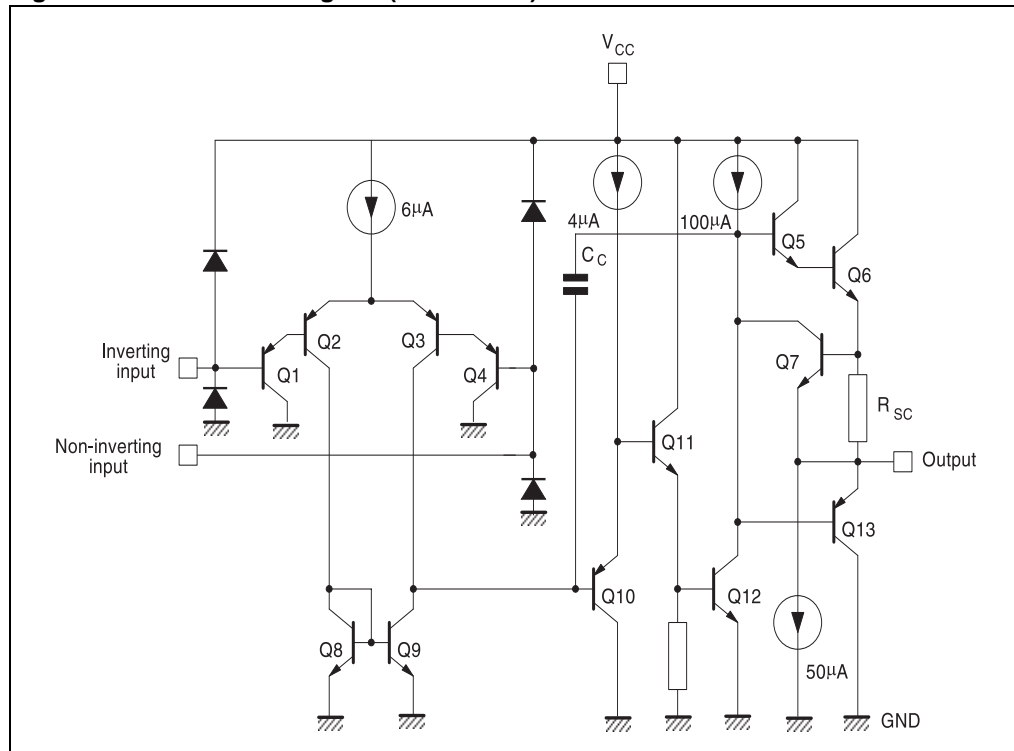 V CC
6µA
4µA
100µA
C C
Q5
Q6
Q2
Q3
Q7
Inverting
input
Q1
Q4
R SC
Non-inverting
input
Q11
Output
Q13
Q10
Q12
Q8
Q9
50µA
GND